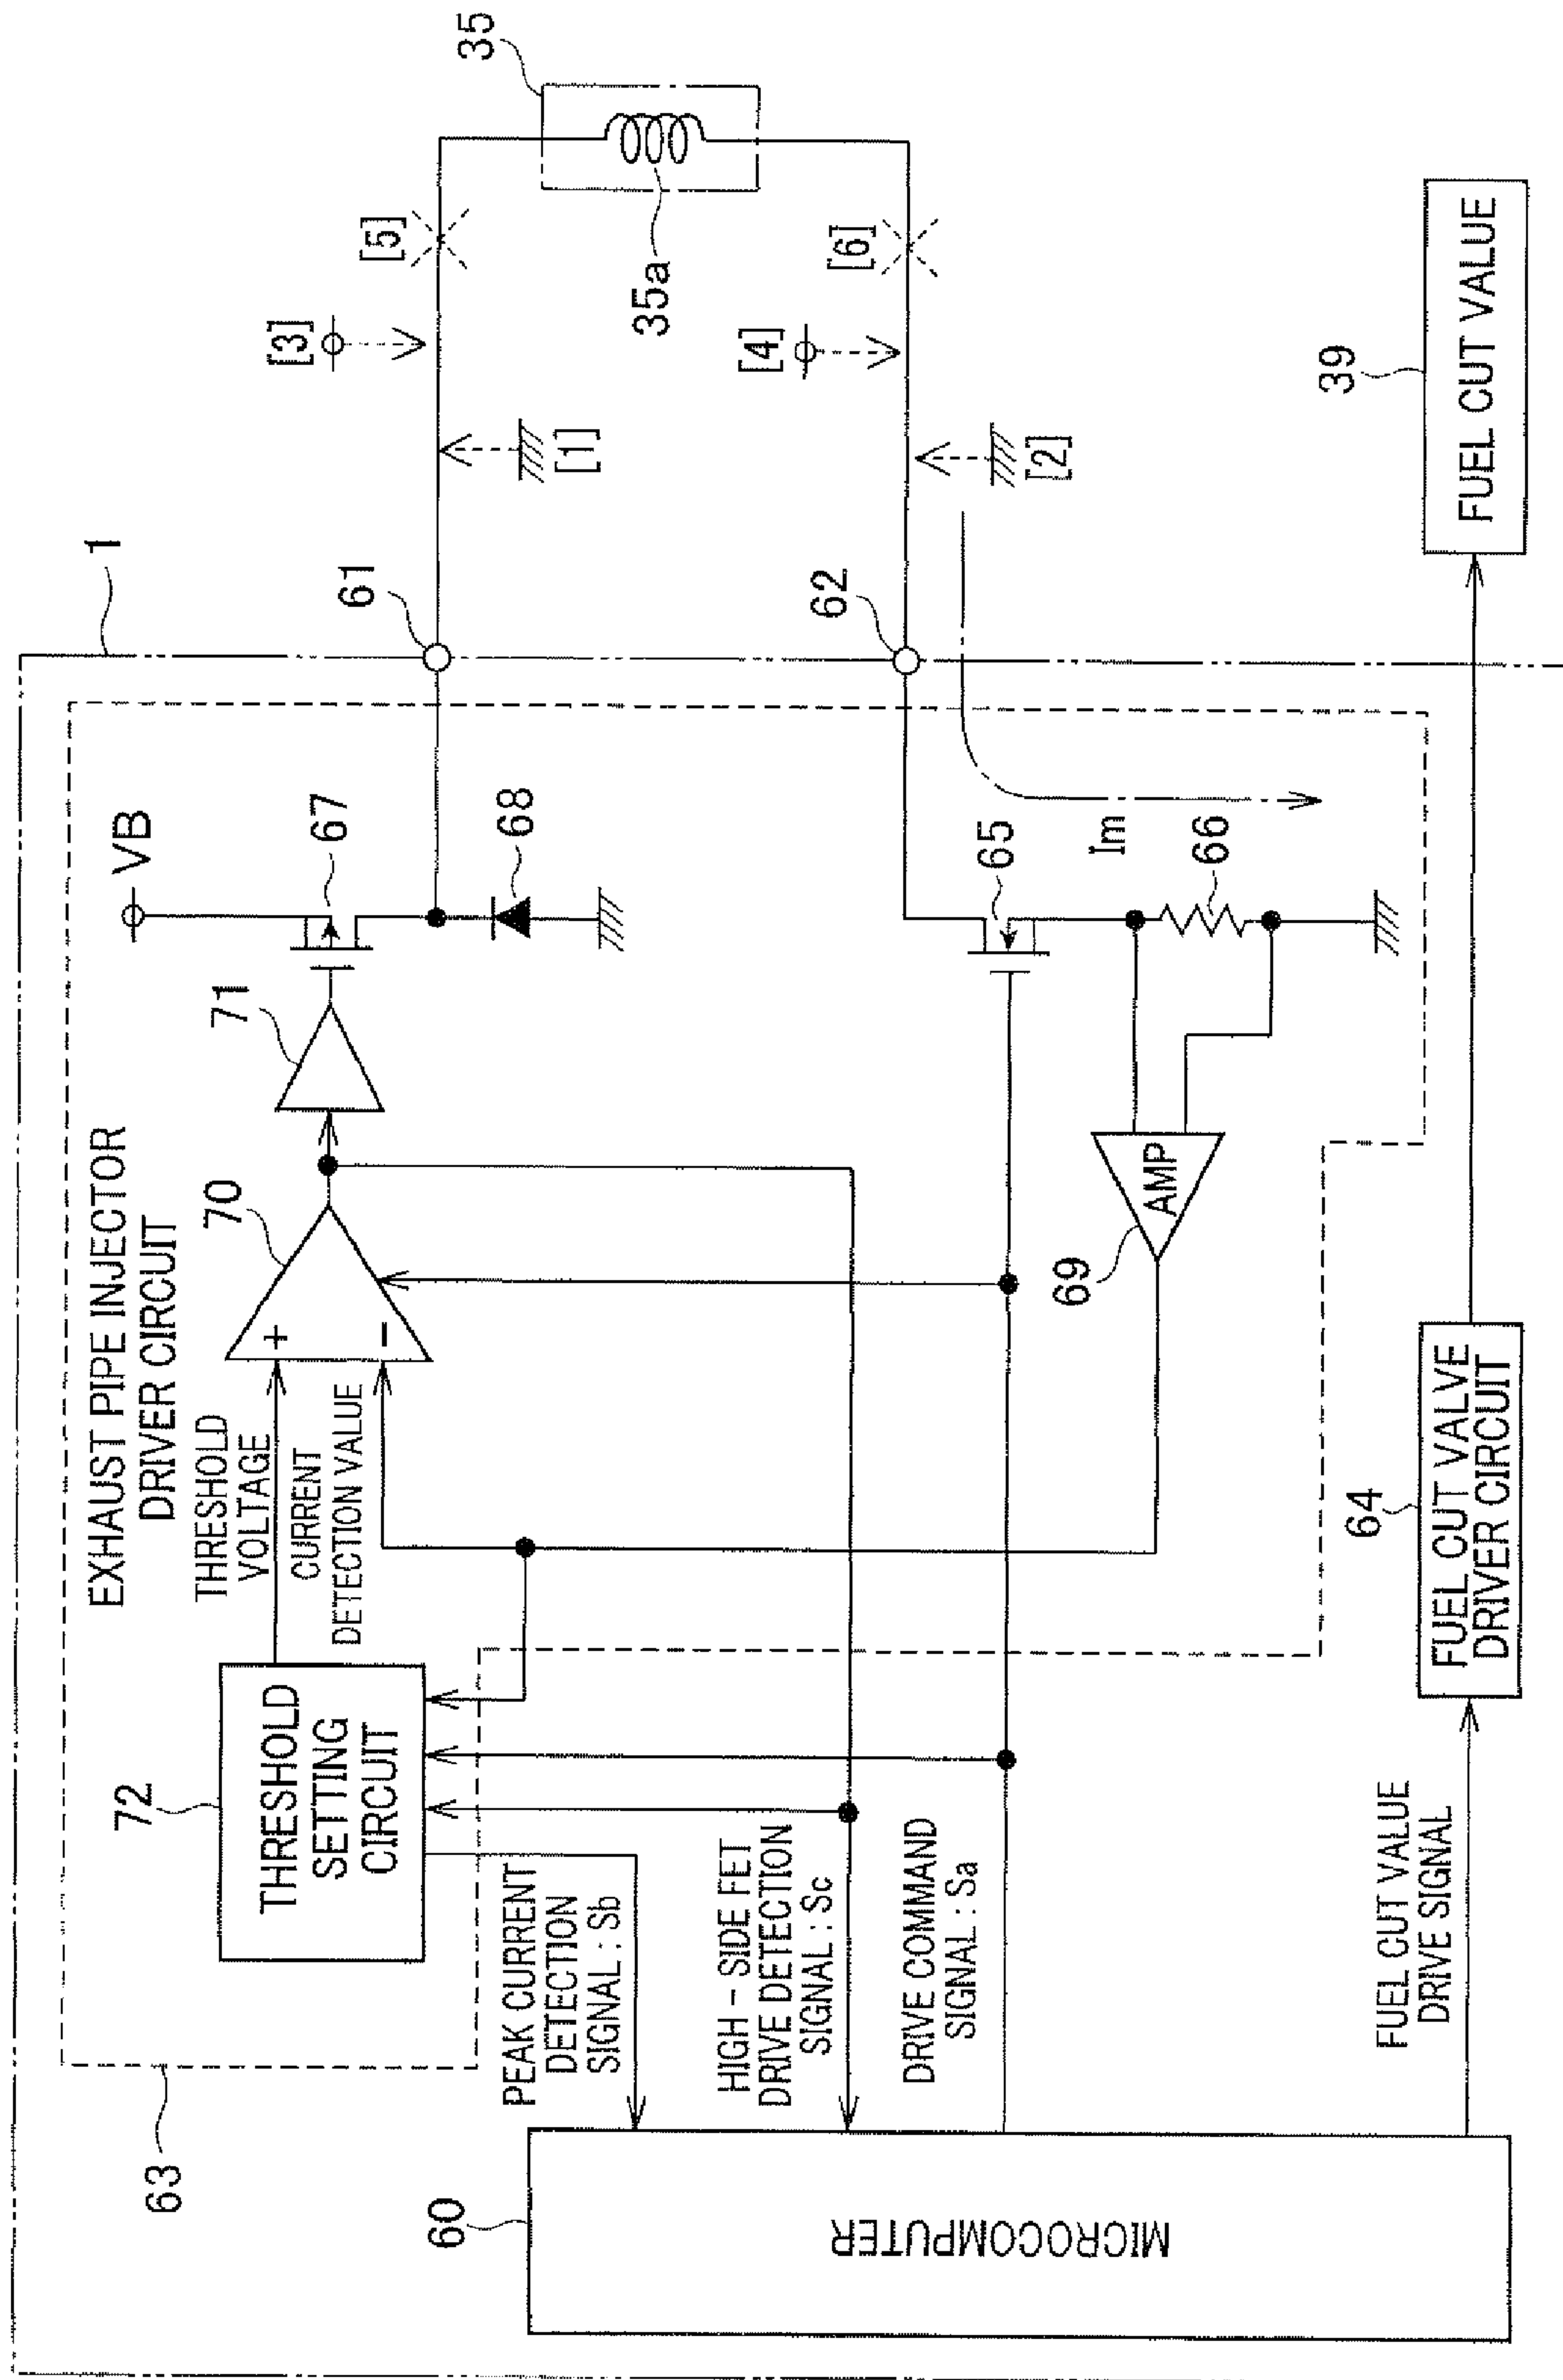 1
63
EXHAUST PIPE INJECTOR
DRIVER CIRCUIT
VB
67
68
71
70
+
−
THRESHOLD
VOLTAGE
CURRENT
DETECTION VALUE
72
THRESHOLD
SETTING
CIRCUIT
61
[1]
[3]
[5]
35
35a
62
[2]
[4]
[6]
65
Im
66
AMP
69
PEAK CURRENT
DETECTION
SIGNAL : Sb
HIGH-SIDE FET
DRIVE DETECTION
SIGNAL : Sc
DRIVE COMMAND
SIGNAL : Sa
60
MICROCOMPUTER
FUEL CUT VALUE
DRIVE SIGNAL
64
FUEL CUT VALVE
DRIVER CIRCUIT
39
FUEL CUT VALUE